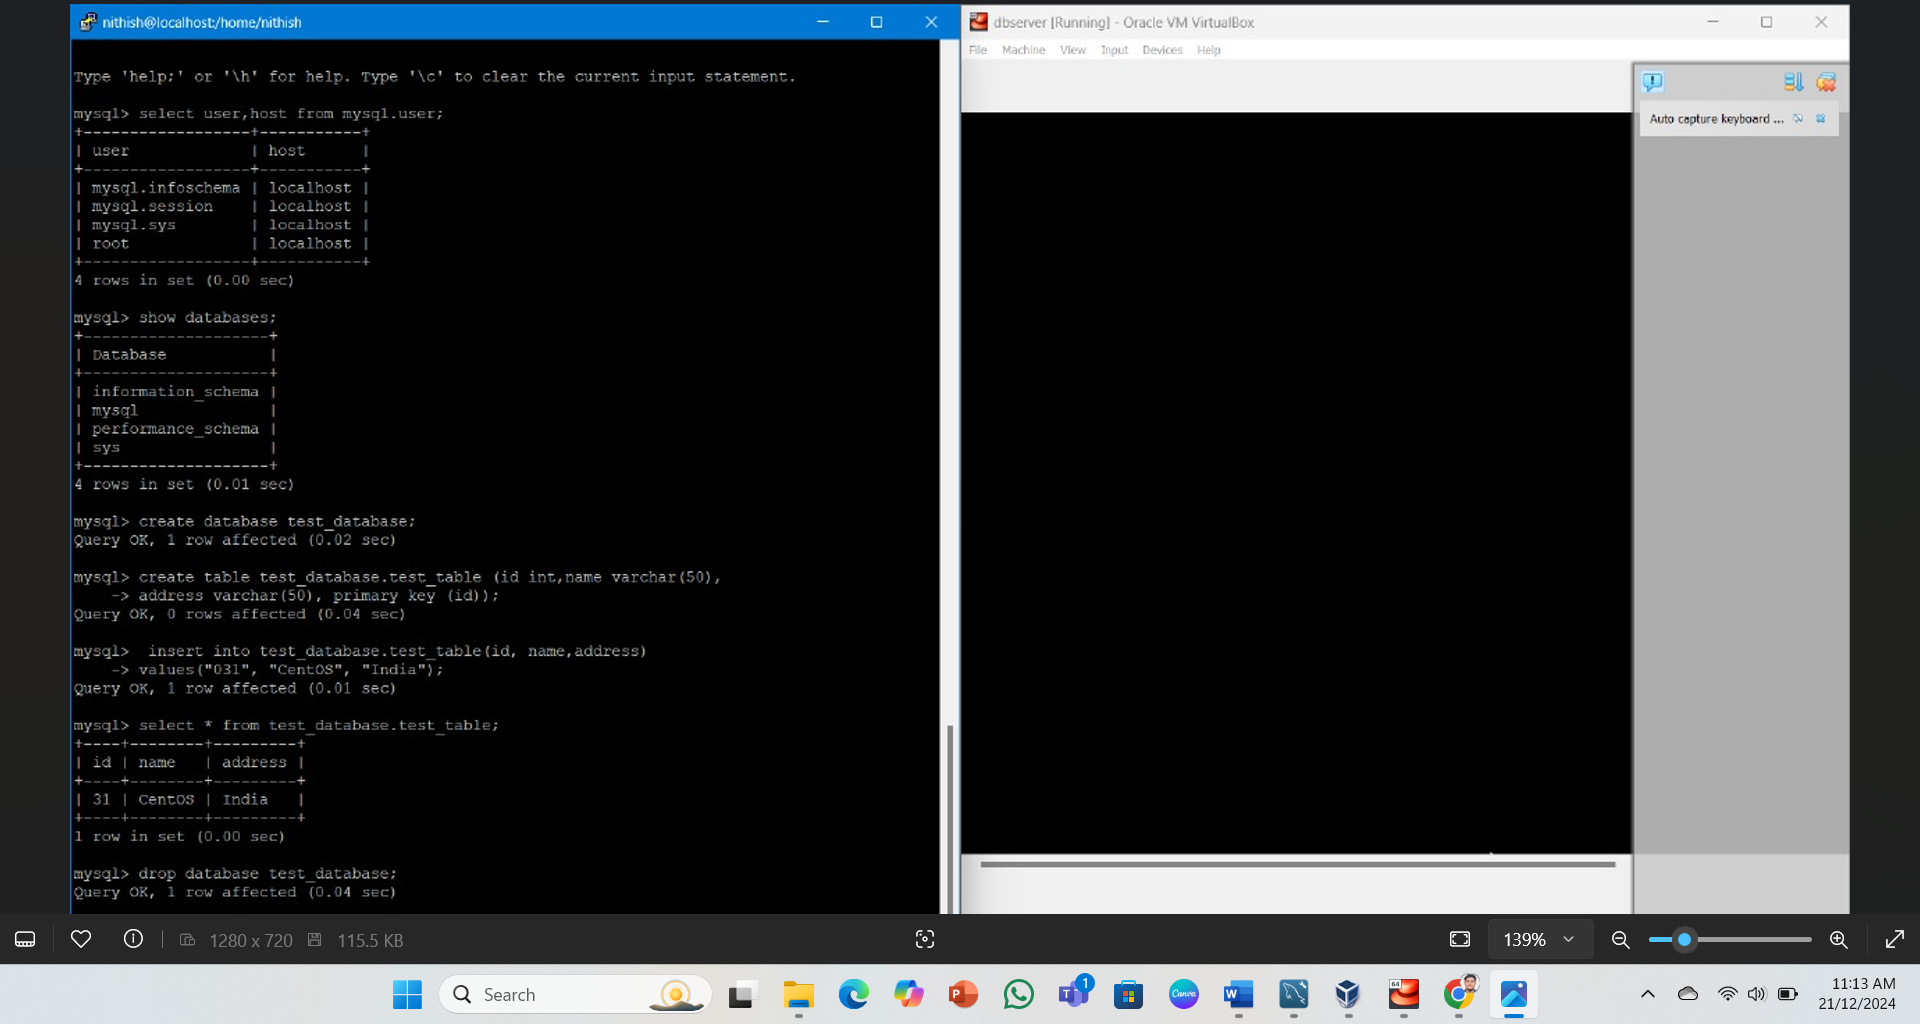 nithish@localhost:/home/nithish
Type 'help;' or '\h' for help. Type '\c' to clear the current input statement.
mysql> select user,host from mysql.user;
+------------------+-----------+
| user             | host      |
+------------------+-----------+
| mysql.infoschema | localhost |
| mysql.session    | localhost |
| mysql.sys        | localhost |
| root             | localhost |
+------------------+-----------+
4 rows in set (0.00 sec)
mysql> show databases;
+--------------------+
| Database           |
+--------------------+
| information_schema |
| mysql              |
| performance_schema |
| sys                |
+--------------------+
4 rows in set (0.01 sec)
mysql> create database test_database;
Query OK, 1 row affected (0.02 sec)
mysql> create table test_database.test_table (id int,name varchar(50),
    -> address varchar(50), primary key (id));
Query OK, 0 rows affected (0.04 sec)
mysql>  insert into test_database.test_table(id, name,address)
    -> values("031", "CentOS", "India");
Query OK, 1 row affected (0.01 sec)
mysql> select * from test_database.test_table;
+----+--------+---------+
| id | name   | address |
+----+--------+---------+
| 31 | CentOS | India   |
+----+--------+---------+
1 row in set (0.00 sec)
mysql> drop database test_database;
Query OK, 1 row affected (0.04 sec)
dbserver [Running] - Oracle VM VirtualBox
File Machine View Input Devices Help
Auto capture keyboard ...
1280 x 720 115.5 KB
139%
Search
P
T 1
Canva
W
64
11:13 AM
21/12/2024